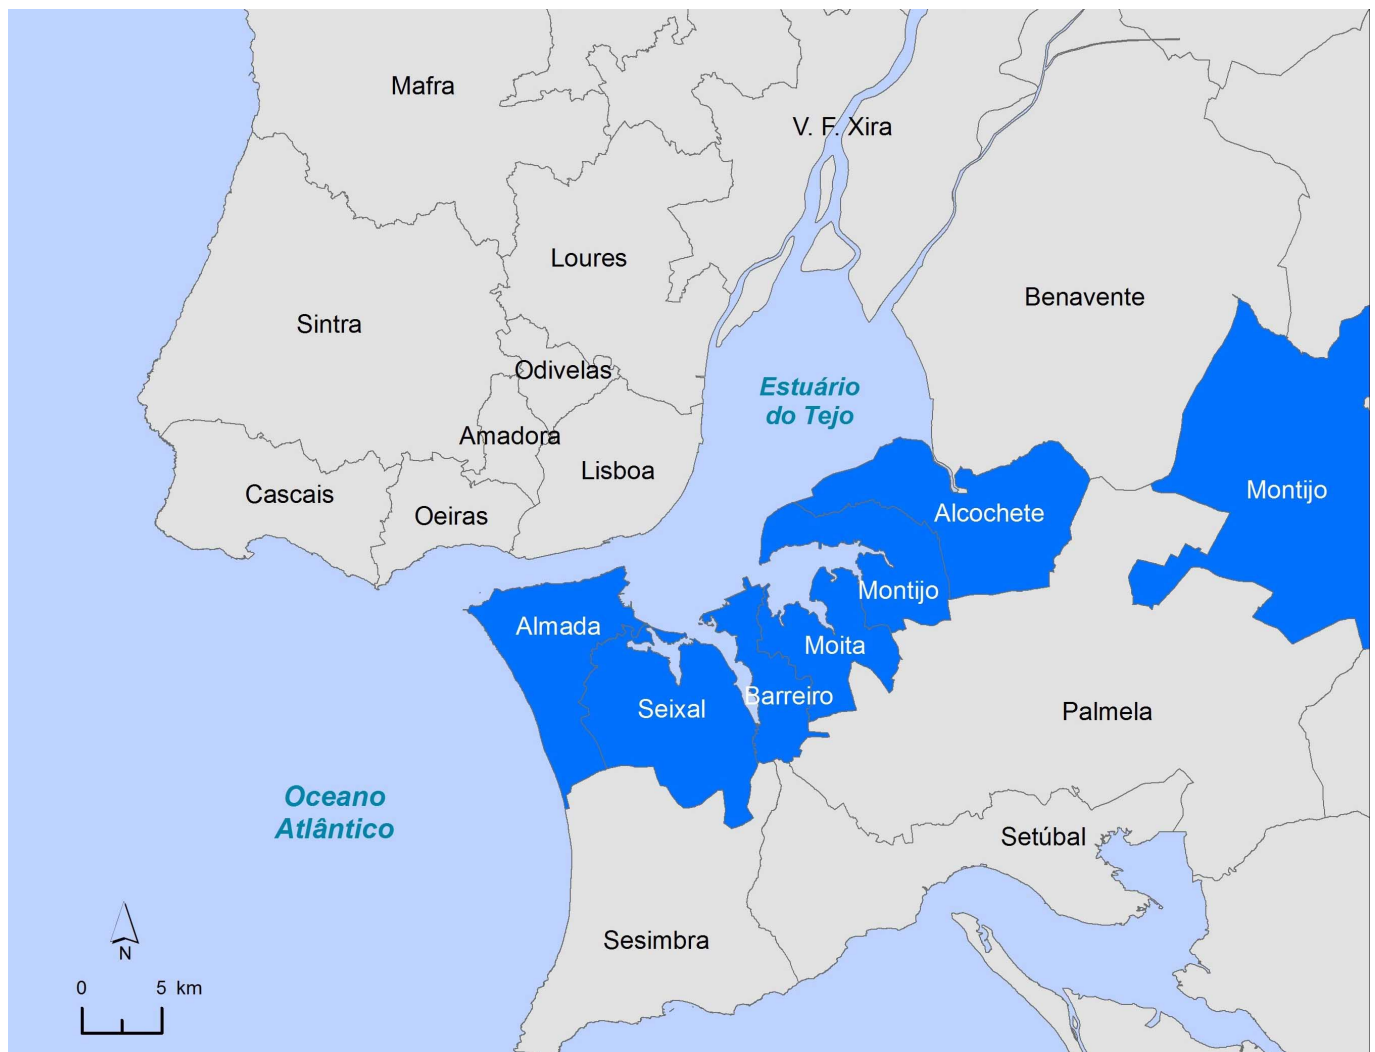 Mafra
V. F. Xira
Loures
Benavente
Sintra
Odivelas
Estuário
do Tejo
Amadora
Lisboa
Cascais
Oeiras
Montijo
Alcochete
Montijo
Almada
Moita
Barreiro
Seixal
Palmela
Oceano
Atlântico
Setúbal
Sesimbra
N
0 5 km